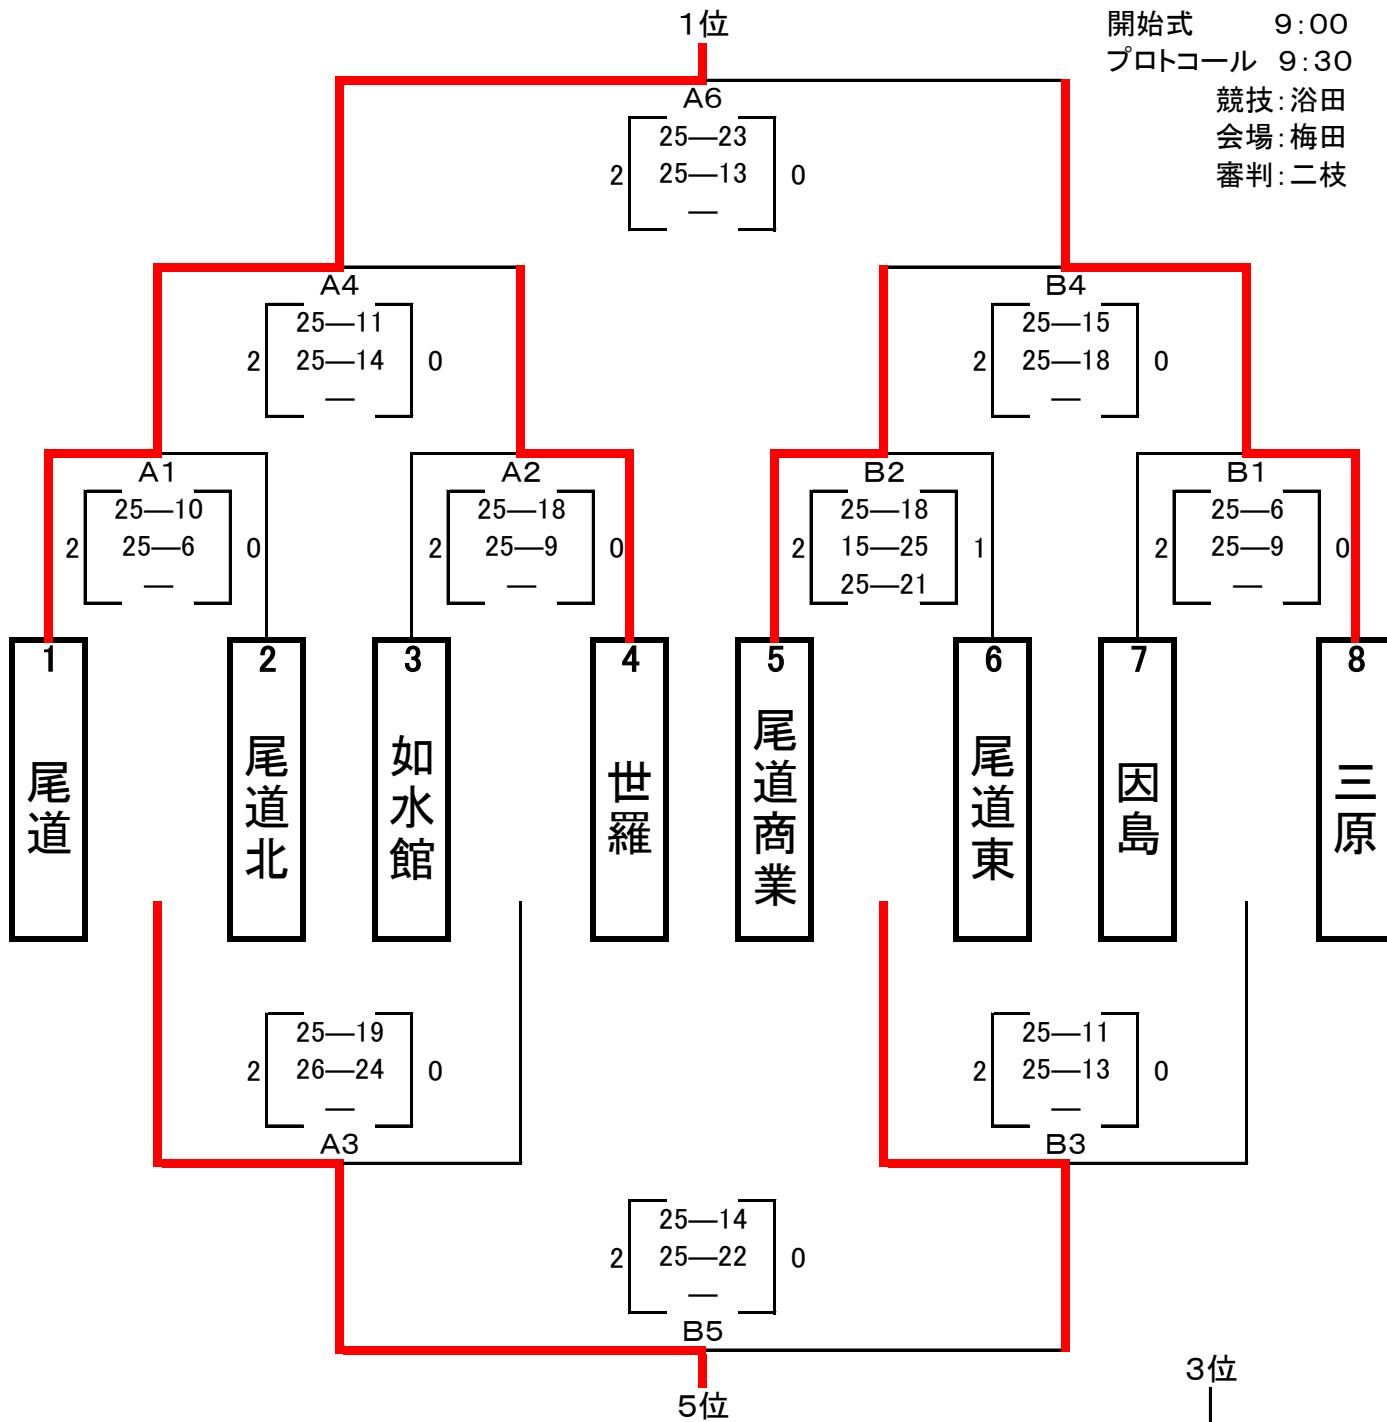 1位
開始式 9:00
プロトコール 9:30
競技:浴田
会場:梅田
審判:二枝
A6
25―23
2 25―13 0
―
A4
25―11
2 25―14 0
―
B4
25―15
2 25―18 0
―
A1
25―10
2 25―6 0
―
A2
25―18
2 25―9 0
―
B2
25―18
2 15―25 1
25―21
B1
25―6
2 25―9 0
―
1 尾道
2 尾道北
3 如水館
4 世羅
5 尾道商業
6 尾道東
7 因島
8 三原
25―19
2 26―24 0
―
A3
25―11
2 25―13 0
―
B3
25―14
2 25―22 0
―
B5
5位
3位